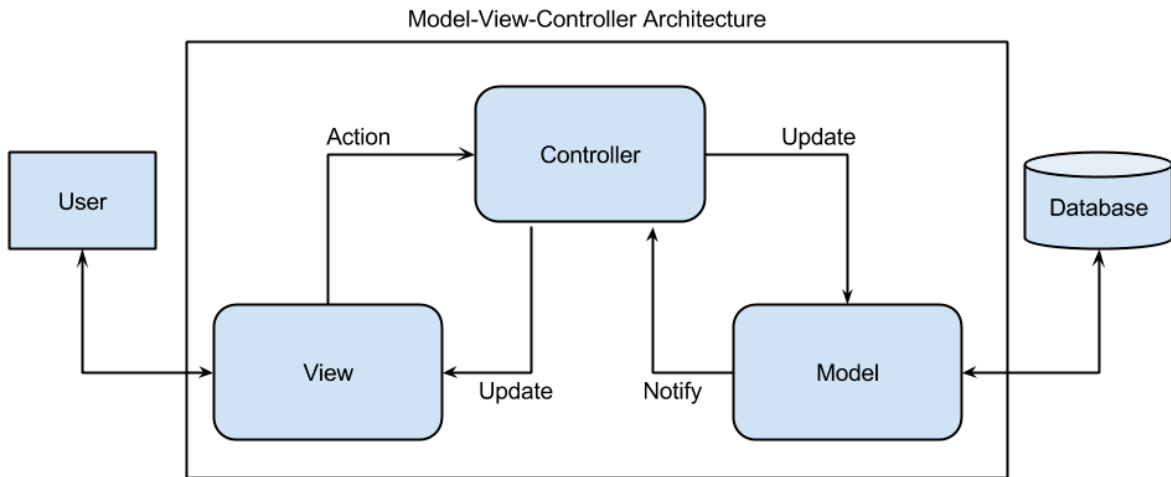 Model-View-Controller Architecture
Action
Controller
Update
User
Database
View
Update
Notify
Model